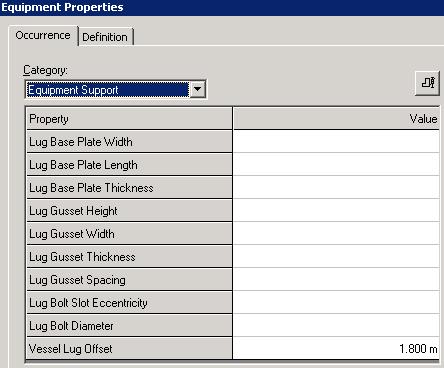 Equipment Properties
Occurrence Definition
Category:
Equipment Support
Property Value
Lug Base Plate Width
Lug Base Plate Length
Lug Base Plate Thickness
Lug Gusset Height
Lug Gusset Width
Lug Gusset Thickness
Lug Gusset Spacing
Lug Bolt Slot Eccentricity
Lug Bolt Diameter
Vessel Lug Offset 1.800 m